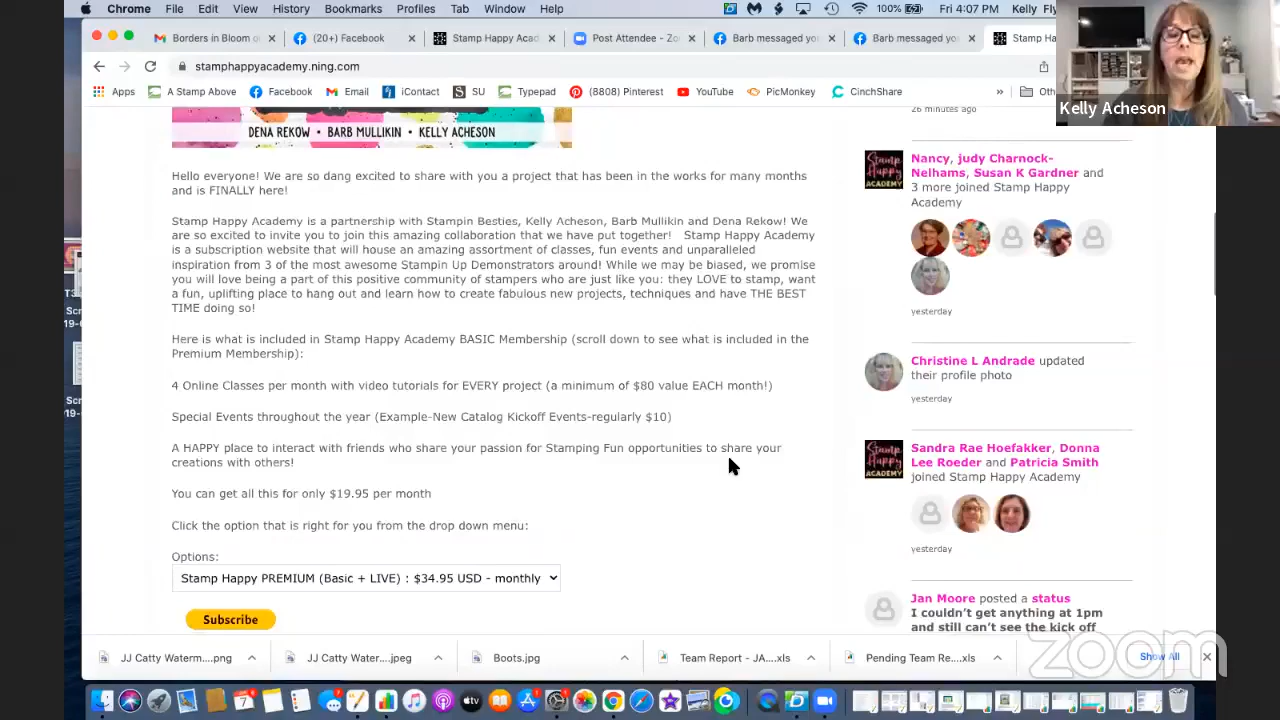 Chrome File Edit View History Bookmarks Profiles Tab Window Help 100% Fri 4:07 PM Kelly Fly
Borders in Bloom o (20+) Facebook Stamp Happy Acad Post Attendee - Zo Barb messaged yo Barb messaged yo Stamp Ha
stamphappyacademy.ning.com
Kelly Acheson
Apps A Stamp Above Facebook Email iContact SU Typepad (8808) Pinterest YouTube PicMonkey CinchShare »
DENA REKOW • BARB MULLIKIN • KELLY ACHESON
Hello everyone! We are so dang excited to share with you a project that has been in the works for many months
and is FINALLY here!
Stamp Happy Academy is a partnership with Stampin Besties, Kelly Acheson, Barb Mullikin and Dena Rekow! We
are so excited to invite you to join this amazing collaboration that we have put together! Stamp Happy Academy
is a subscription website that will house an amazing assortment of classes, fun events and unparalleled
inspiration from 3 of the most awesome Stampin Up Demonstrators around! While we may be biased, we promise
you will love being a part of this positive community of stampers who are just like you: they LOVE to stamp, want
a fun, uplifting place to hang out and learn how to create fabulous new projects, techniques and have THE BEST
TIME doing so!
Here is what is included in Stamp Happy Academy BASIC Membership (scroll down to see what is included in the
Premium Membership):
4 Online Classes per month with video tutorials for EVERY project (a minimum of $80 value EACH month!)
Special Events throughout the year (Example-New Catalog Kickoff Events-regularly $10)
A HAPPY place to interact with friends who share your passion for Stamping Fun opportunities to share your
creations with others!
You can get all this for only $19.95 per month
Click the option that is right for you from the drop down menu:
Options:
Stamp Happy PREMIUM (Basic + LIVE) : $34.95 USD - monthly
Subscribe
26 minutes ago
Stamp Happy ACADEMY
Nancy, judy Charnock-
Nelhams, Susan K Gardner and
3 more joined Stamp Happy
Academy
yesterday
Christine L Andrade updated
their profile photo
yesterday
Stamp Happy ACADEMY
Sandra Rae Hoefakker, Donna
Lee Roeder and Patricia Smith
joined Stamp Happy Academy
yesterday
Jan Moore posted a status
I couldn't get anything at 1pm
and still can't see the kick off
JJ Catty Waterm....png JJ Catty Water....jpeg Boots.jpg Team Report - JA....xls Pending Team Re....xls Show All
zoom